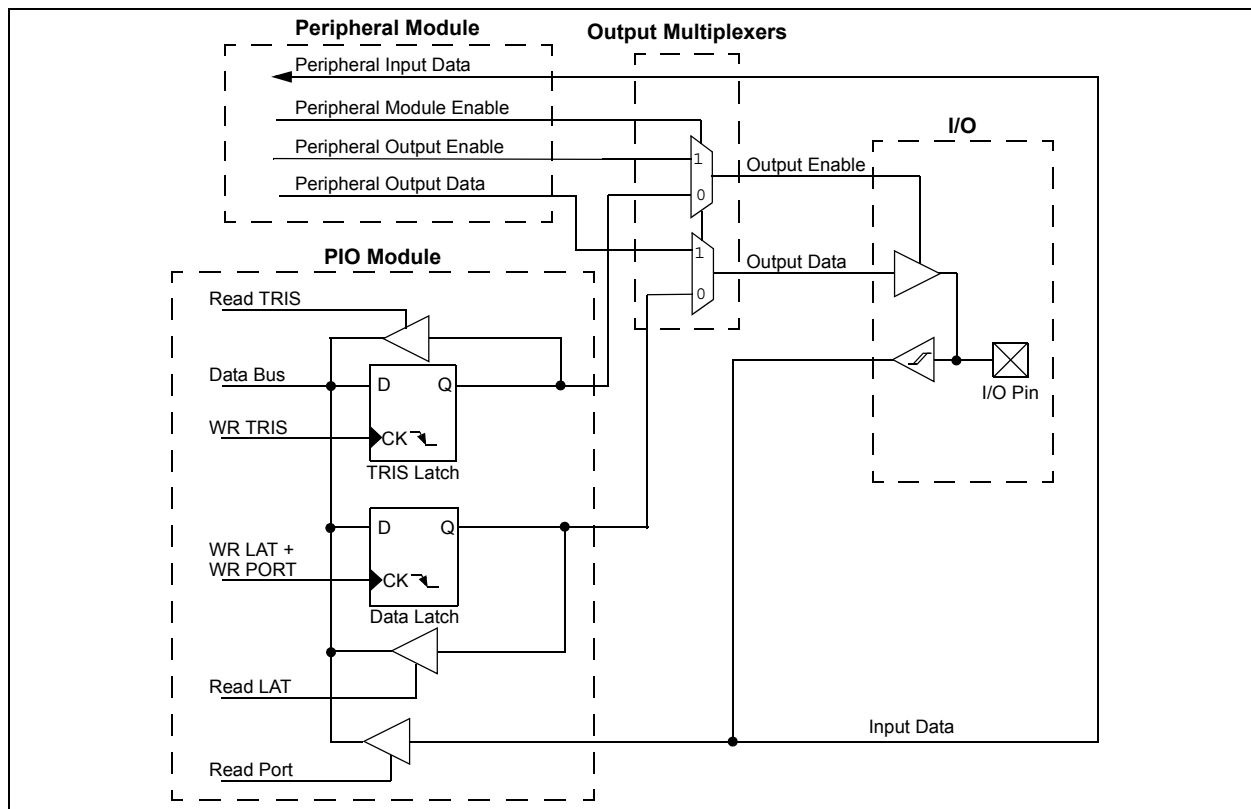 Peripheral Module
Output Multiplexers
Peripheral Input Data
Peripheral Module Enable
I/O
Peripheral Output Enable
1
Output Enable
Peripheral Output Data
0
PIO Module
1
Output Data
0
Read TRIS
Data Bus
D
Q
I/O Pin
WR TRIS
CK
TRIS Latch
D
Q
WR LAT +
WR PORT
CK
Data Latch
Read LAT
Input Data
Read Port